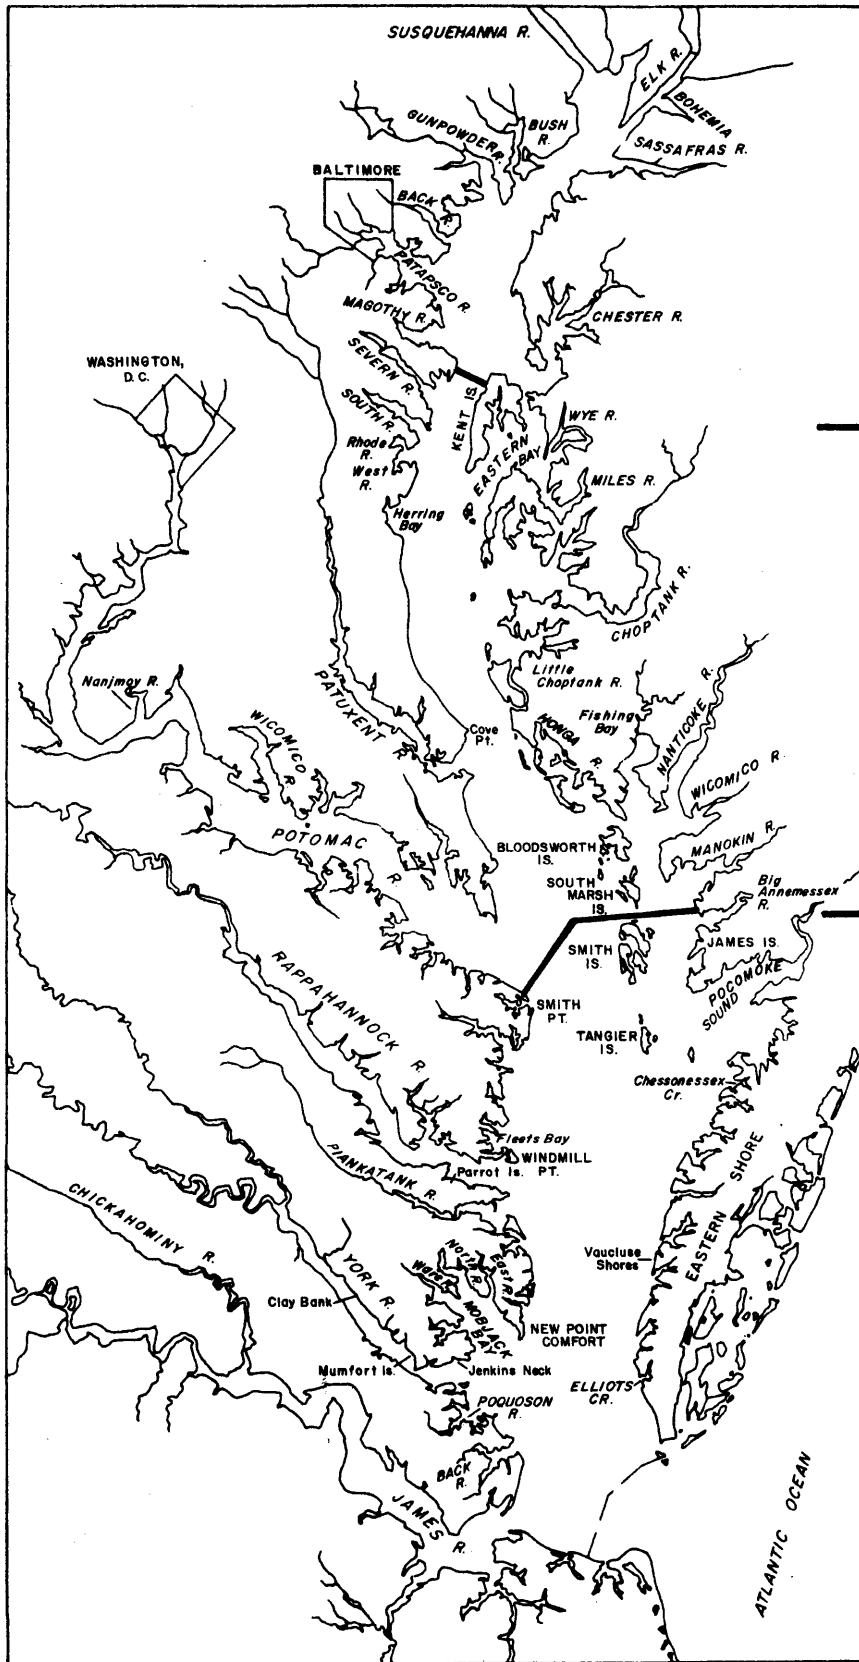 SUSQUEHANNA R.
ELK R.
BOHEMIA
SASSAFRAS R.
BUSH
R.
GUNPOWDER R.
BALTIMORE
BACK R.
PATAPSCO R.
MAGOTHY R.
CHESTER R.
SEVERN R.
WASHINGTON,
D.C.
KENT IS.
SOUTH R.
WYE R.
EASTERN
BAY
Rhode
R.
West
R.
MILES R.
Herring
Bay
CHOPTANK R.
Little
Choptank R.
Nanjmoy R.
PATUXENT R.
WICOMICO
R.
Cove
Pt.
HONGA R.
Fishing
Bay
NANTICOKE R.
WICOMICO R.
POTOMAC R.
BLOODSWORTH
IS.
MANOKIN R.
SOUTH
MARSH
IS.
Big
Annemessex
R.
SMITH
IS.
JAMES IS.
POCOMOKE
SOUND
RAPPAHANNOCK R.
SMITH
PT.
TANGIER
IS.
Chessonessex
Cr.
Fleets Bay
WINDMILL
PT.
Parrot Is.
PIANKATANK R.
EASTERN SHORE
CHICKAHOMINY R.
YORK R.
Ware R.
North R.
East R.
Vaucluse
Shores
Clay Bank
MOBJACK
BAY
NEW POINT
COMFORT
Mumfort Is.
Jenkins Neck
ELLIOTS
CR.
POQUOSON
R.
BACK
R.
JAMES R.
ATLANTIC OCEAN